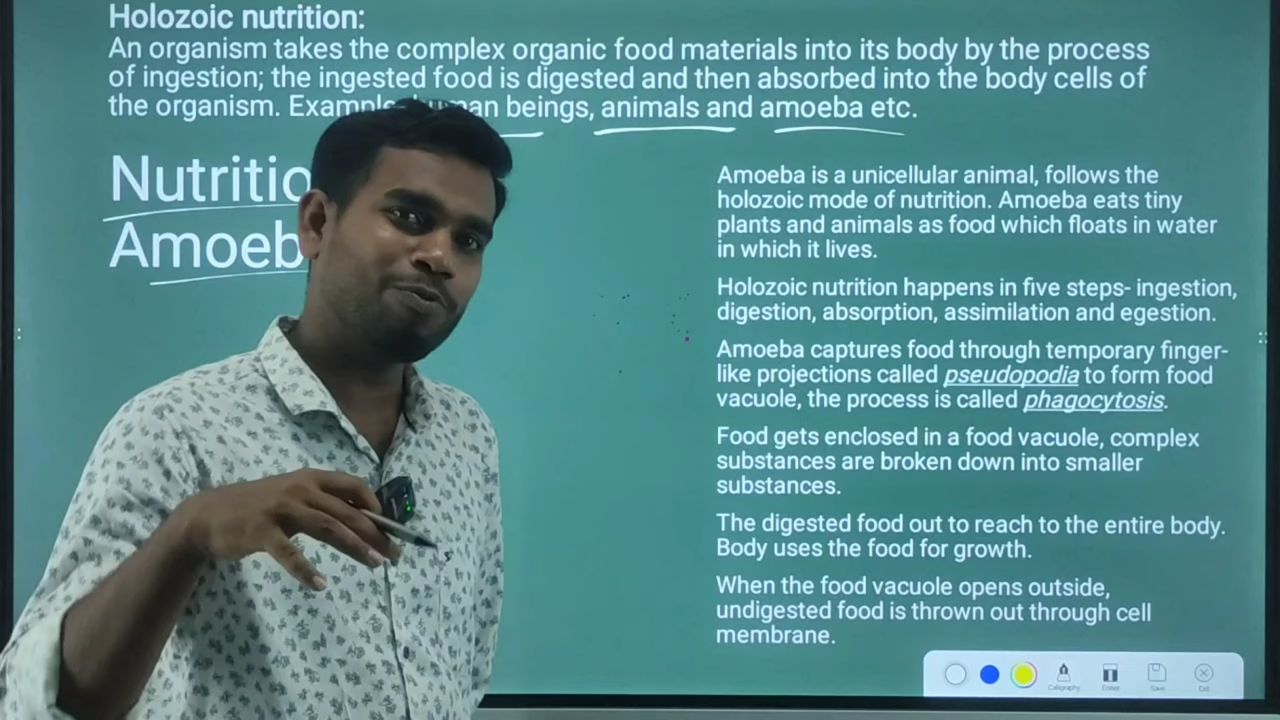 Holozoic nutrition:
An organism takes the complex organic food materials into its body by the process
of ingestion; the ingested food is digested and then absorbed into the body cells of
the organism. Example human beings, animals and amoeba etc.
Nutritio
Amoeb
Amoeba is a unicellular animal, follows the
holozoic mode of nutrition. Amoeba eats tiny
plants and animals as food which floats in water
in which it lives.
Holozoic nutrition happens in five steps- ingestion,
digestion, absorption, assimilation and egestion.
Amoeba captures food through temporary finger-
like projections called pseudopodia to form food
vacuole, the process is called phagocytosis.
Food gets enclosed in a food vacuole, complex
substances are broken down into smaller
substances.
The digested food out to reach to the entire body.
Body uses the food for growth.
When the food vacuole opens outside,
undigested food is thrown out through cell
membrane.
Calligraphy
Eraser
Save
Exit